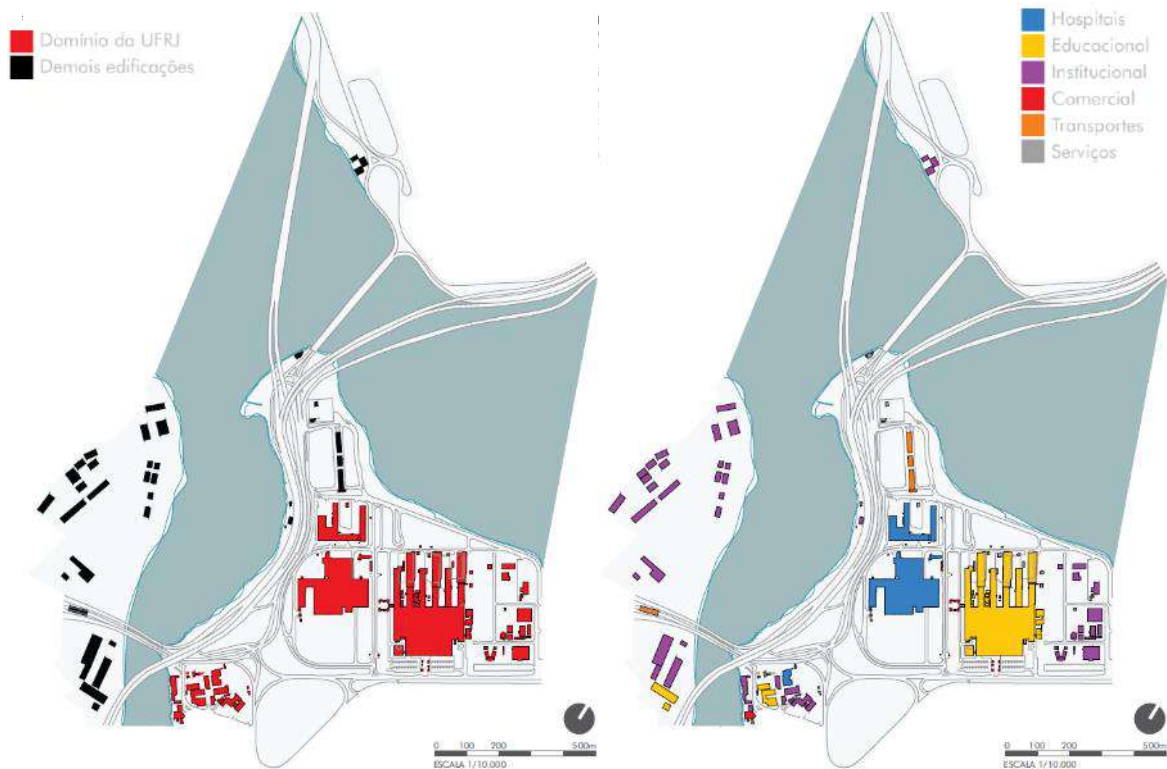 Domínio da UFRJ
Demais edificações
0 100 200 500m
ESCALA 1/10.000
Hospitais
Educacional
Institucional
Comercial
Transportes
Serviços
0 100 200 500m
ESCALA 1/10.000